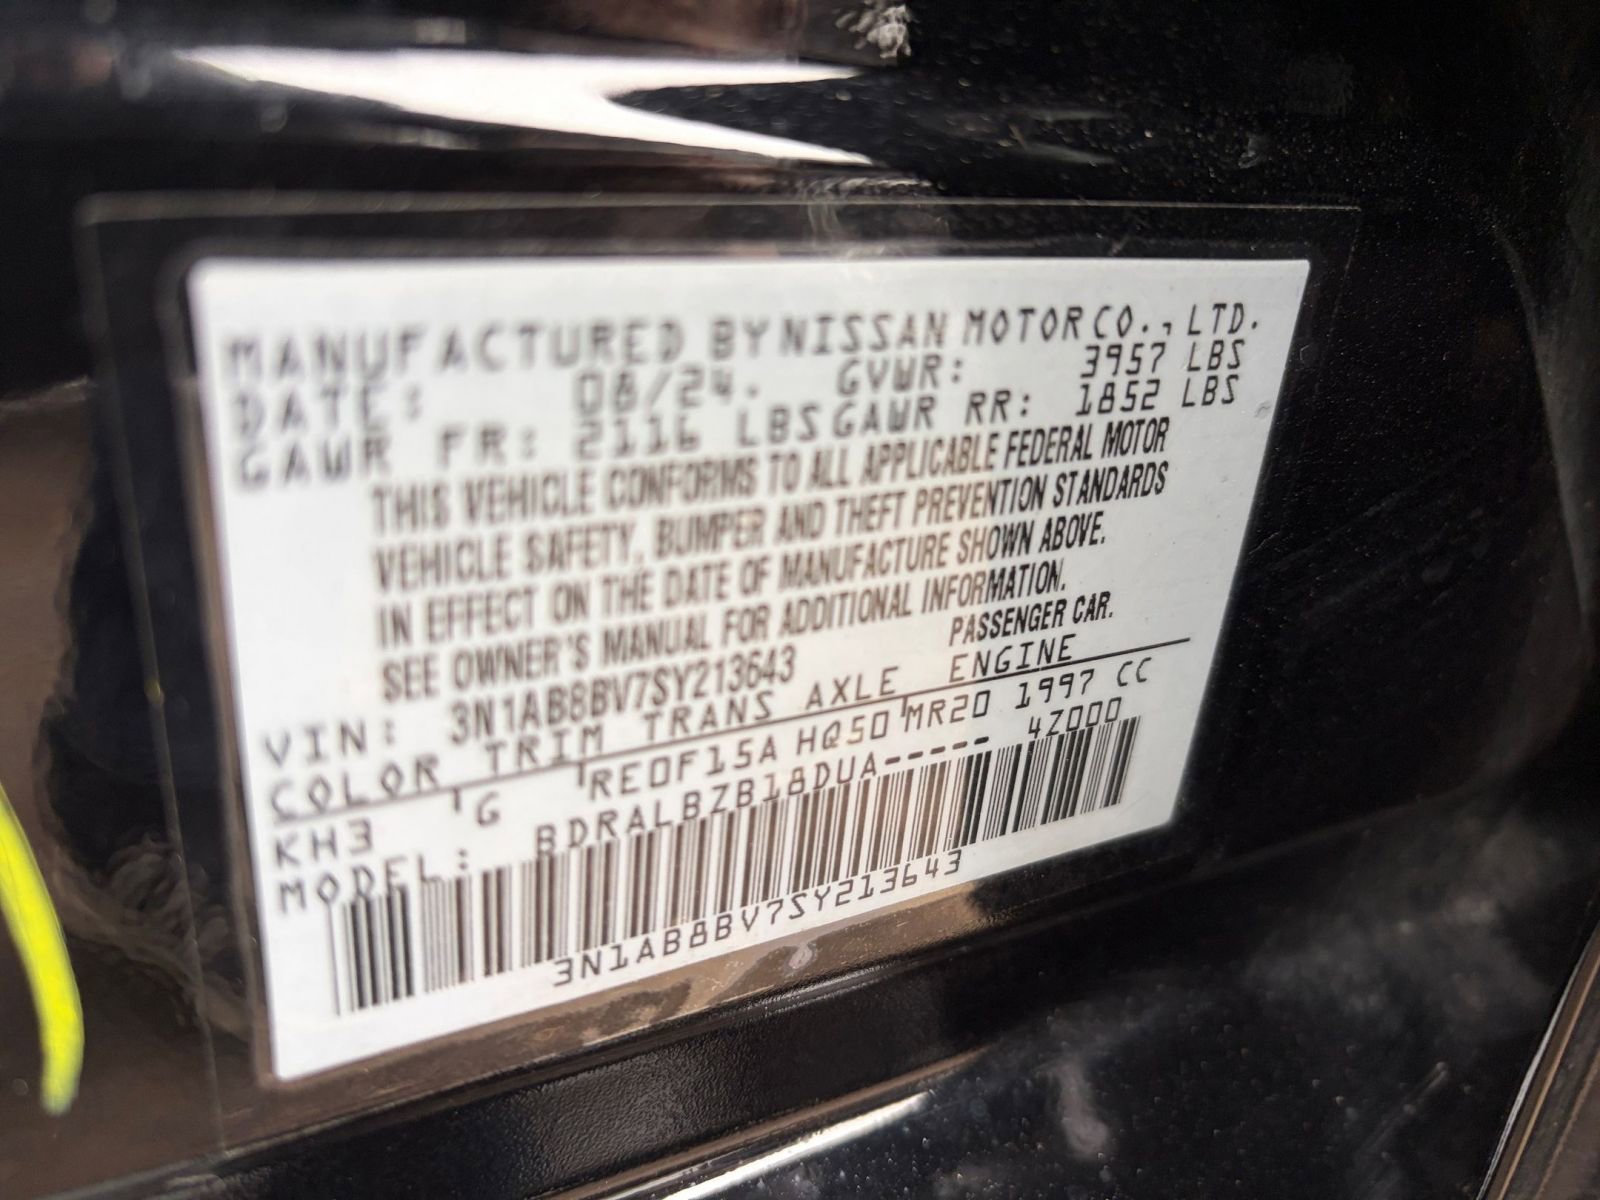 MANUFACTURED BY NISSAN MOTOR CO., LTD.
DATE: 08/24. GVWR: 3957 LBS
GAWR FR: 2116 LBS GAWR RR: 1852 LBS
THIS VEHICLE CONFORMS TO ALL APPLICABLE FEDERAL MOTOR
VEHICLE SAFETY, BUMPER AND THEFT PREVENTION STANDARDS
IN EFFECT ON THE DATE OF MANUFACTURE SHOWN ABOVE.
SEE OWNER'S MANUAL FOR ADDITIONAL INFORMATION.
VIN: 3N1AB8BV7SY213643 PASSENGER CAR.
COLOR TRIM TRANS AXLE ENGINE
KH3 G RE0F15A HQ50 MR20 1997 CC
MODEL: BDRALBZB18DUA----- 4Z000
3N1AB8BV7SY213643